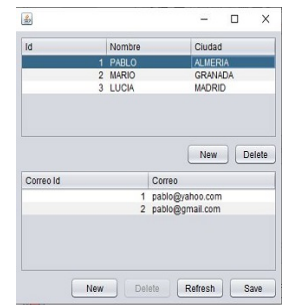 Id Nombre Ciudad
1 PABLO ALMERIA
2 MARIO GRANADA
3 LUCIA MADRID
New Delete
Correo Id Correo
1 pablo@yahoo.com
2 pablo@gmail.com
New Delete Refresh Save